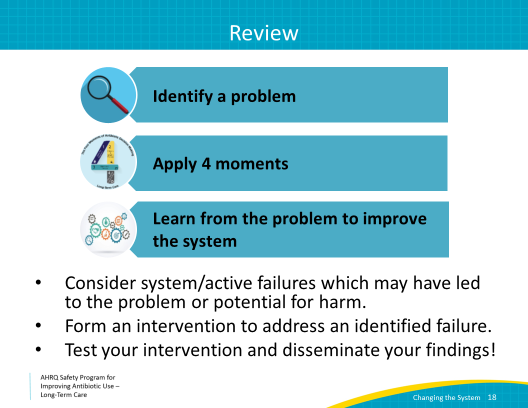 Review
Identify a problem
4
Apply 4 moments
Learn from the problem to improve
the system
• Consider system/active failures which may have led
to the problem or potential for harm.
• Form an intervention to address an identified failure.
• Test your intervention and disseminate your findings!
AHRQ Safety Program for
Improving Antibiotic Use –
Long-Term Care
Changing the System 18